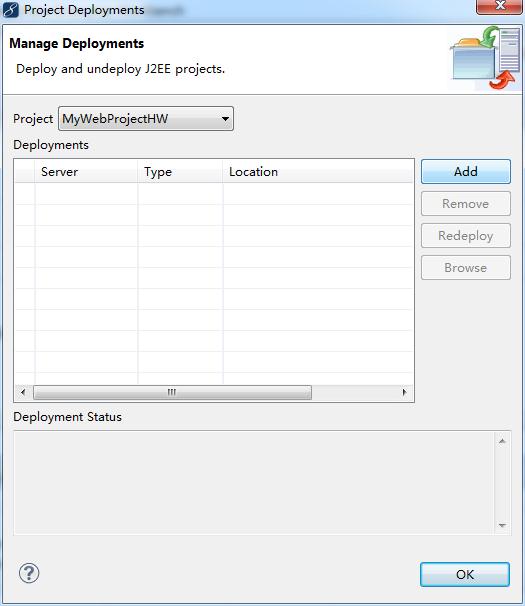 Project Deployments
Manage Deployments
Deploy and undeploy J2EE projects.
Project MyWebProjectHW
Deployments
Server Type Location
Add
Remove
Redeploy
Browse
Deployment Status
OK